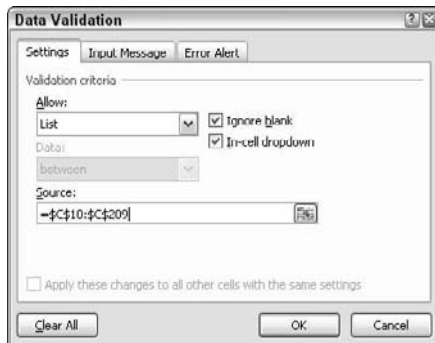 Data Validation
Settings
Input Message
Error Alert
Validation criteria
Allow:
List
Ignore blank
Data:
In-cell dropdown
between
Source:
=$C$10:$C$209
Apply these changes to all other cells with the same settings
Clear All
OK
Cancel